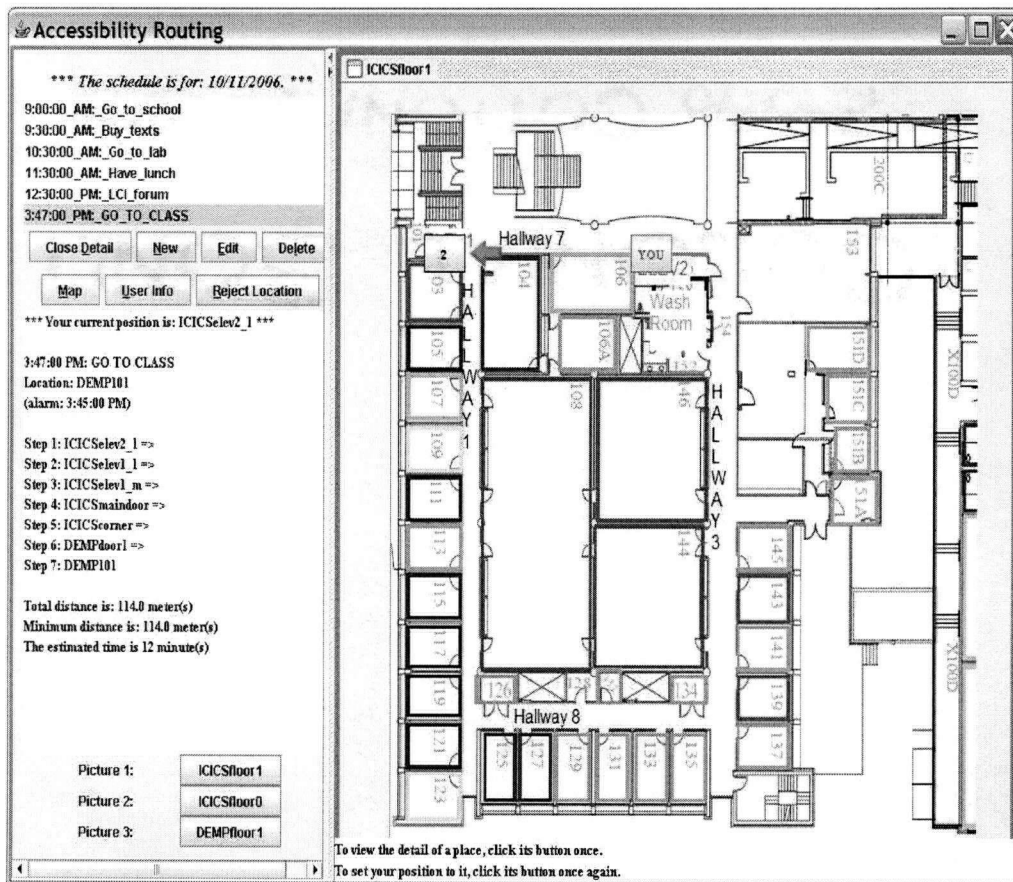 Accessibility Routing
*** The schedule is for: 10/11/2006. ***
9:00:00_AM:_Go_to_school
9:30:00_AM:_Buy_texts
10:30:00_AM:_Go_to_lab
11:30:00_AM:_Have_lunch
12:30:00_PM:_LCI_forum
3:47:00_PM:_GO_TO_CLASS
Close Detail New Edit Delete
Map User Info Reject Location
*** Your current position is: ICICSelev2_1 ***
3:47:00 PM: GO TO CLASS
Location: DEMP101
(alarm: 3:45:00 PM)
Step 1: ICICSelev2_1 =>
Step 2: ICICSelev1_1 =>
Step 3: ICICSelev1_m =>
Step 4: ICICSmaindoor =>
Step 5: ICICScorner =>
Step 6: DEMPdoor1 =>
Step 7: DEMP101
Total distance is: 114.0 meter(s)
Minimum distance is: 114.0 meter(s)
The estimated time is 12 minute(s)
Picture 1: ICICSfloor1
Picture 2: ICICSfloor0
Picture 3: DEMPfloor1
ICICSfloor1
200C
101
2
1
Hallway 7
YOU
V2
153
103
104
106
Wash
Room
154
HALLWAY1
105
106A
152
151D
X100D
107
108
146
HALLWAY3
151C
109
151B
111
151A
113
144
145
115
143
117
141
X100D
119
126
128
134
139
Hallway 8
121
137
123
125
127
129
131
133
135
To view the detail of a place, click its button once.
To set your position to it, click its button once again.